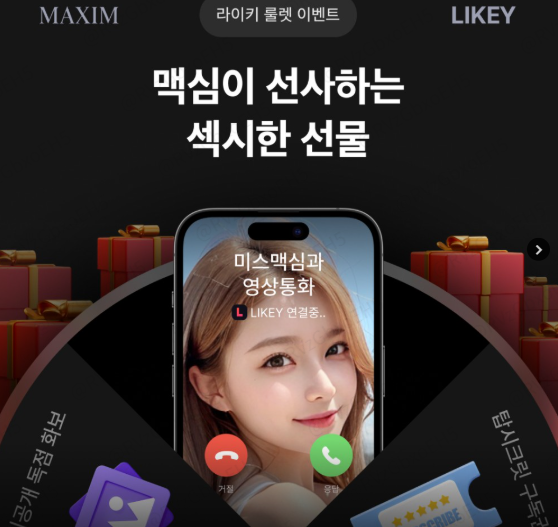 MAXIM
라이키 룰렛 이벤트
LIKEY
맥심이 선사하는
섹시한 선물
미스맥심과
영상통화
LIKEY 연결중..
거절
응답
공개 독점 화보
탑시크릿 구독